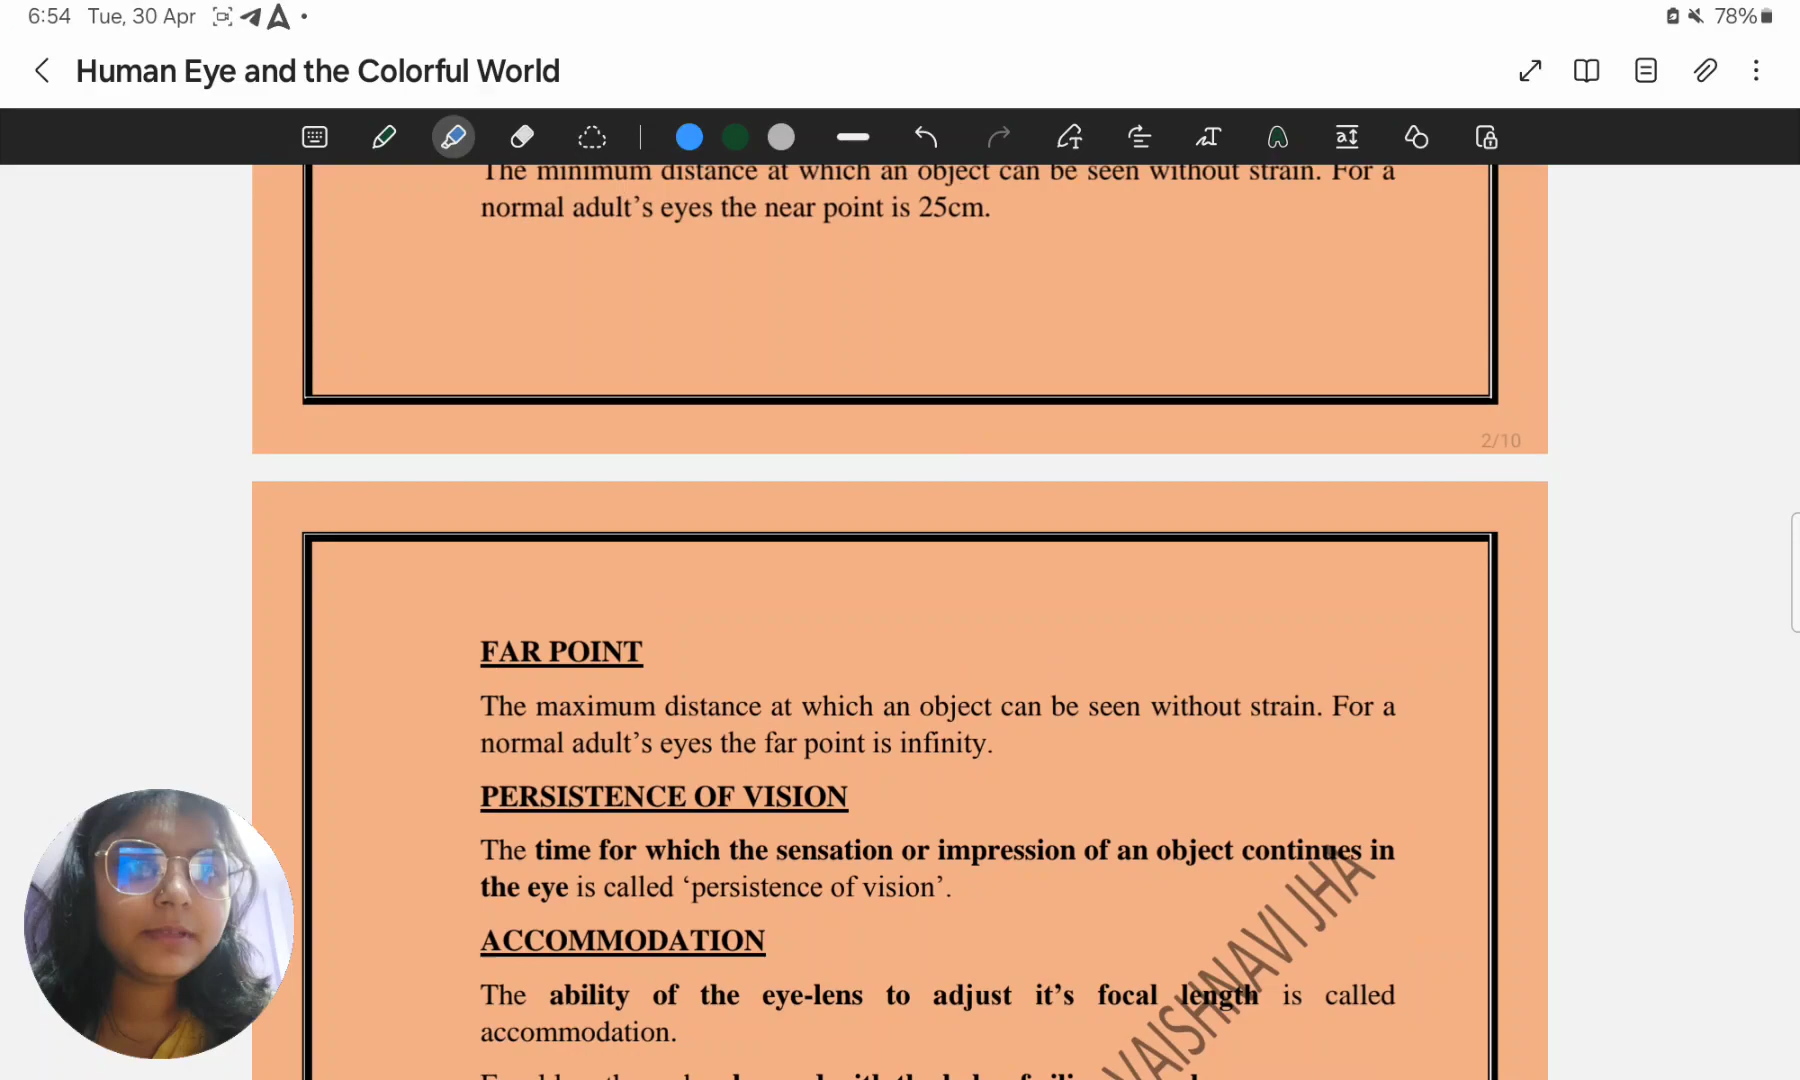 6:54 Tue, 30 Apr
78%
Human Eye and the Colorful World
The minimum distance at which an object can be seen without strain. For a
normal adult’s eyes the near point is 25cm.
2/10
FAR POINT
The maximum distance at which an object can be seen without strain. For a
normal adult’s eyes the far point is infinity.
PERSISTENCE OF VISION
The time for which the sensation or impression of an object continues in
the eye is called ‘persistence of vision’.
ACCOMMODATION
The ability of the eye-lens to adjust it’s focal length is called
accommodation.
VAISHNAVI JHA